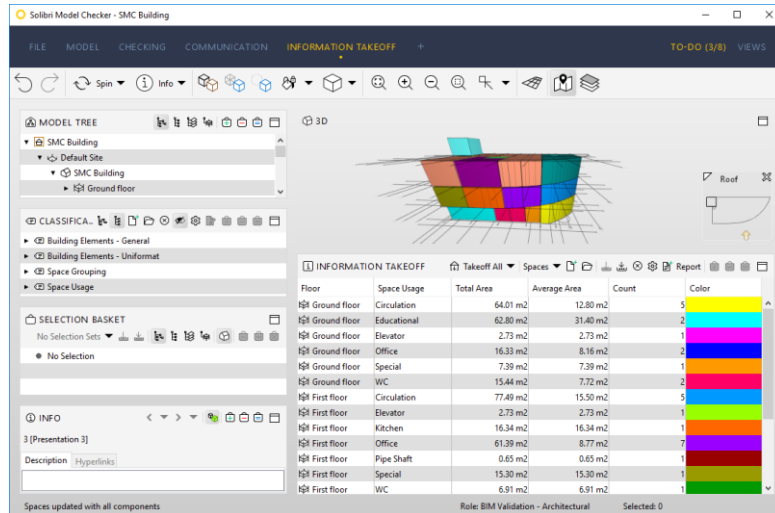 Solibri Model Checker - SMC Building
FILE MODEL CHECKING COMMUNICATION INFORMATION TAKEOFF + TO-DO (3/8) VIEWS
Spin Info
MODEL TREE
SMC Building
Default Site
SMC Building
Ground floor
CLASSIFICA..
Building Elements - General
Building Elements - Uniformat
Space Grouping
Space Usage
SELECTION BASKET
No Selection Sets
No Selection
INFO
3 [Presentation 3]
Description Hyperlinks
3D
Roof
INFORMATION TAKEOFF Takeoff All Spaces Report
Floor Space Usage Total Area Average Area Count Color
Ground floor Circulation 64.01 m2 12.80 m2 5
Ground floor Educational 62.80 m2 31.40 m2 2
Ground floor Elevator 2.73 m2 2.73 m2 1
Ground floor Office 16.33 m2 8.16 m2 2
Ground floor Special 7.39 m2 7.39 m2 1
Ground floor WC 15.44 m2 7.72 m2 2
First floor Circulation 77.49 m2 15.50 m2 5
First floor Elevator 2.73 m2 2.73 m2 1
First floor Kitchen 16.34 m2 16.34 m2 1
First floor Office 61.39 m2 8.77 m2 7
First floor Pipe Shaft 0.65 m2 0.65 m2 1
First floor Special 15.30 m2 15.30 m2 1
First floor WC 6.91 m2 6.91 m2 1
Spaces updated with all components Role: BIM Validation - Architectural Selected: 0